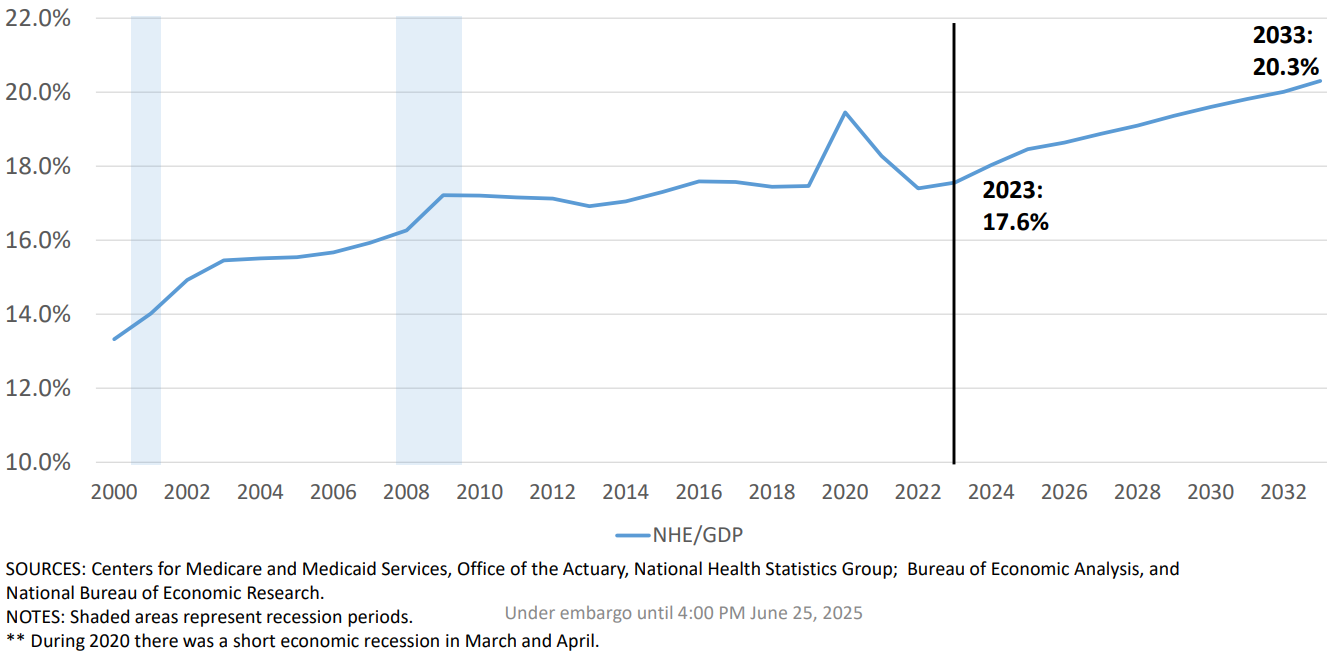 22.0%
20.0%
18.0%
16.0%
14.0%
12.0%
10.0%
2033:
20.3%
2023:
17.6%
2000 2002 2004 2006 2008 2010 2012 2014 2016 2018 2020 2022 2024 2026 2028 2030 2032
NHE/GDP
SOURCES: Centers for Medicare and Medicaid Services, Office of the Actuary, National Health Statistics Group;  Bureau of Economic Analysis, and
National Bureau of Economic Research.
NOTES: Shaded areas represent recession periods.
Under embargo until 4:00 PM June 25, 2025
** During 2020 there was a short economic recession in March and April.